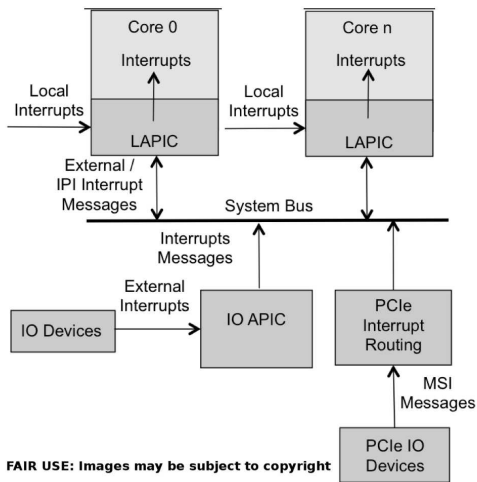 Core 0
Interrupts
Local
Interrupts
LAPIC
Core n
Interrupts
Local
Interrupts
LAPIC
External /
IPI Interrupt
Messages
System Bus
Interrupts
Messages
External
Interrupts
IO Devices
IO APIC
PCIe
Interrupt
Routing
MSI
Messages
PCIe IO
Devices
FAIR USE: Images may be subject to copyright